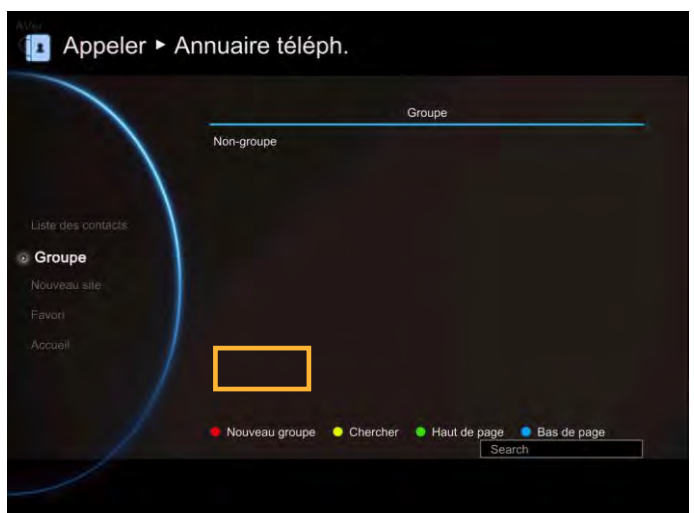 AVer
Appeler ► Annuaire téléph.
Groupe
Non-groupe
Liste des contacts
Groupe
Nouveau site
Favori
Accueil
Nouveau groupe Chercher Haut de page Bas de page
Search